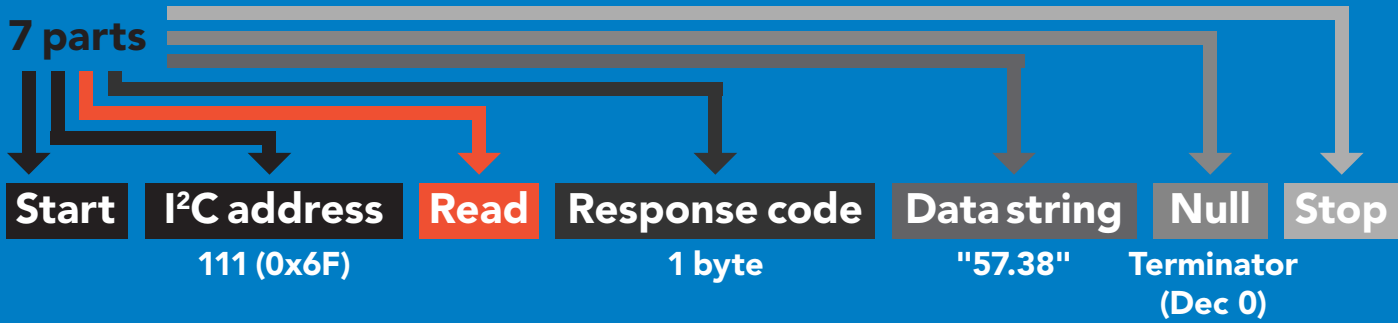 7 parts
Start I²C address Read Response code Data string Null Stop
111 (0x6F) 1 byte "57.38" Terminator
(Dec 0)